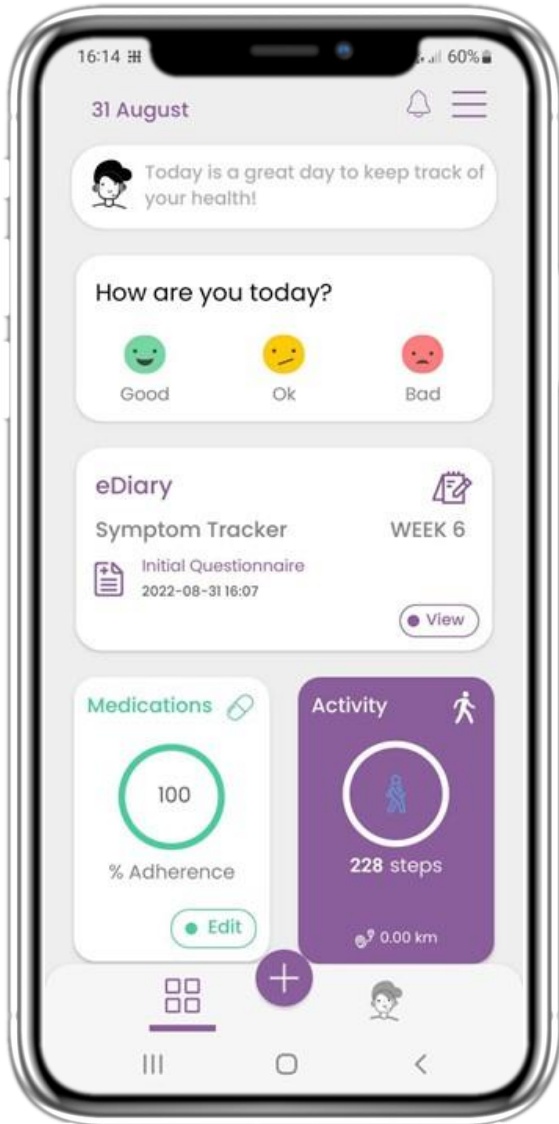 16:14
60%
31 August
Today is a great day to keep track of
your health!
How are you today?
Good Ok Bad
eDiary
Symptom Tracker WEEK 6
Initial Questionnaire
2022-08-31 16:07
View
Medications Activity
100
% Adherence
228 steps
Edit
0.00 km